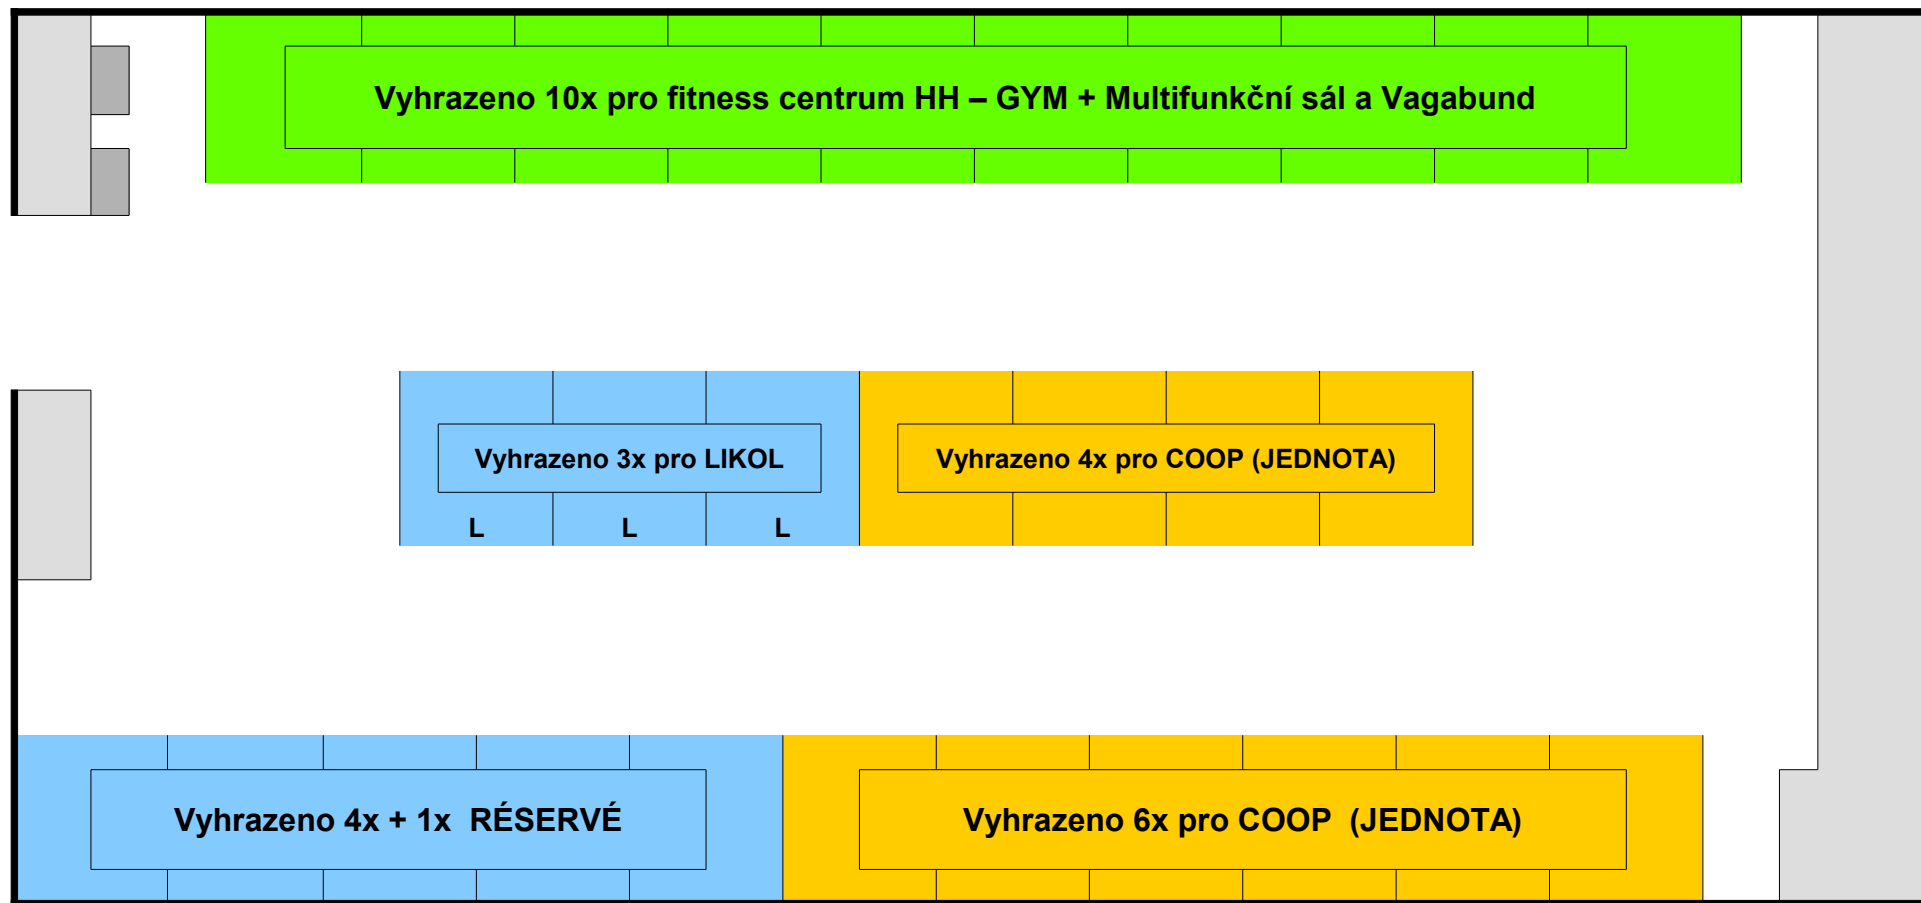 Vyhrazeno 10x pro fitness centrum HH – GYM + Multifunkční sál a Vagabund
Vyhrazeno 3x pro LIKOL
Vyhrazeno 4x pro COOP (JEDNOTA)
L L L
Vyhrazeno 4x + 1x RÉSERVÉ
Vyhrazeno 6x pro COOP (JEDNOTA)